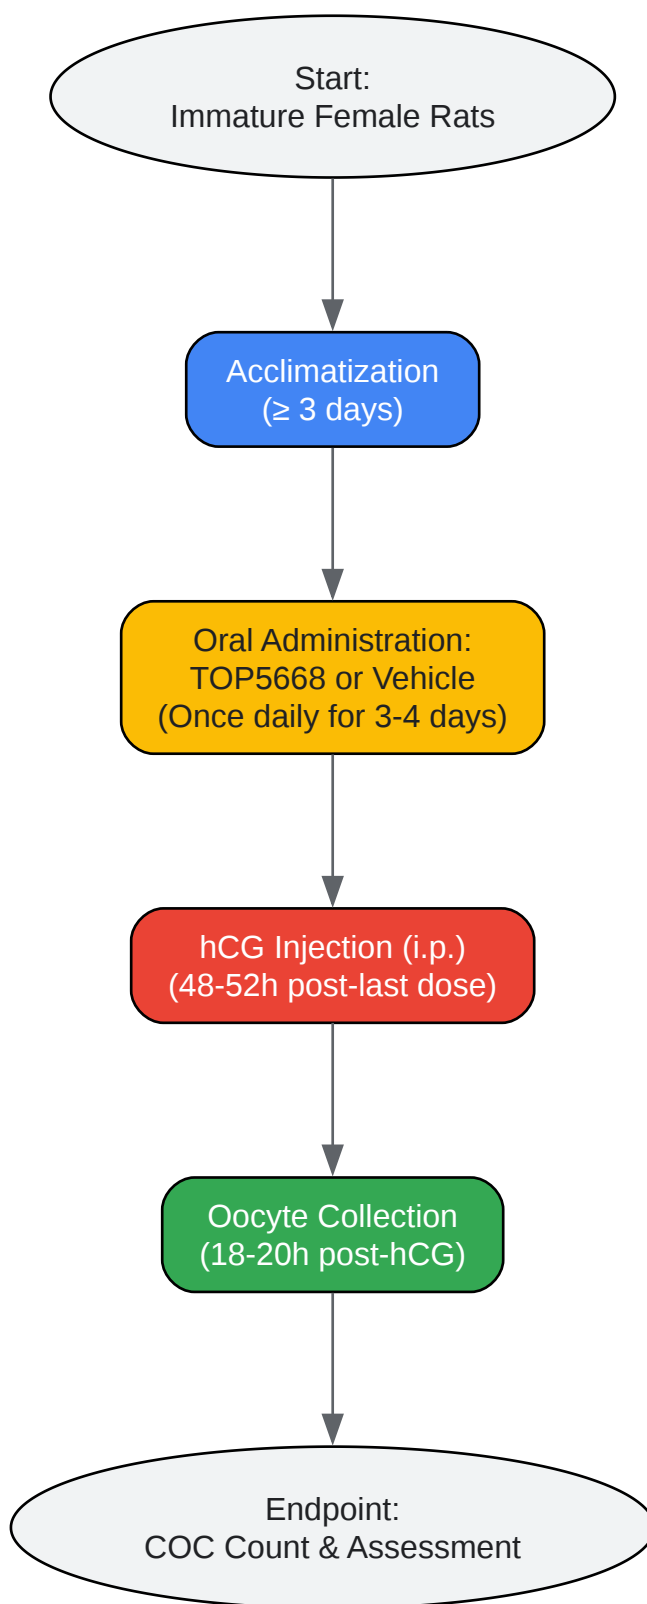 Start:
Immature Female Rats
Acclimatization
(≥ 3 days)
Oral Administration:
TOP5668 or Vehicle
(Once daily for 3-4 days)
hCG Injection (i.p.)
(48-52h post-last dose)
Oocyte Collection
(18-20h post-hCG)
Endpoint:
COC Count & Assessment